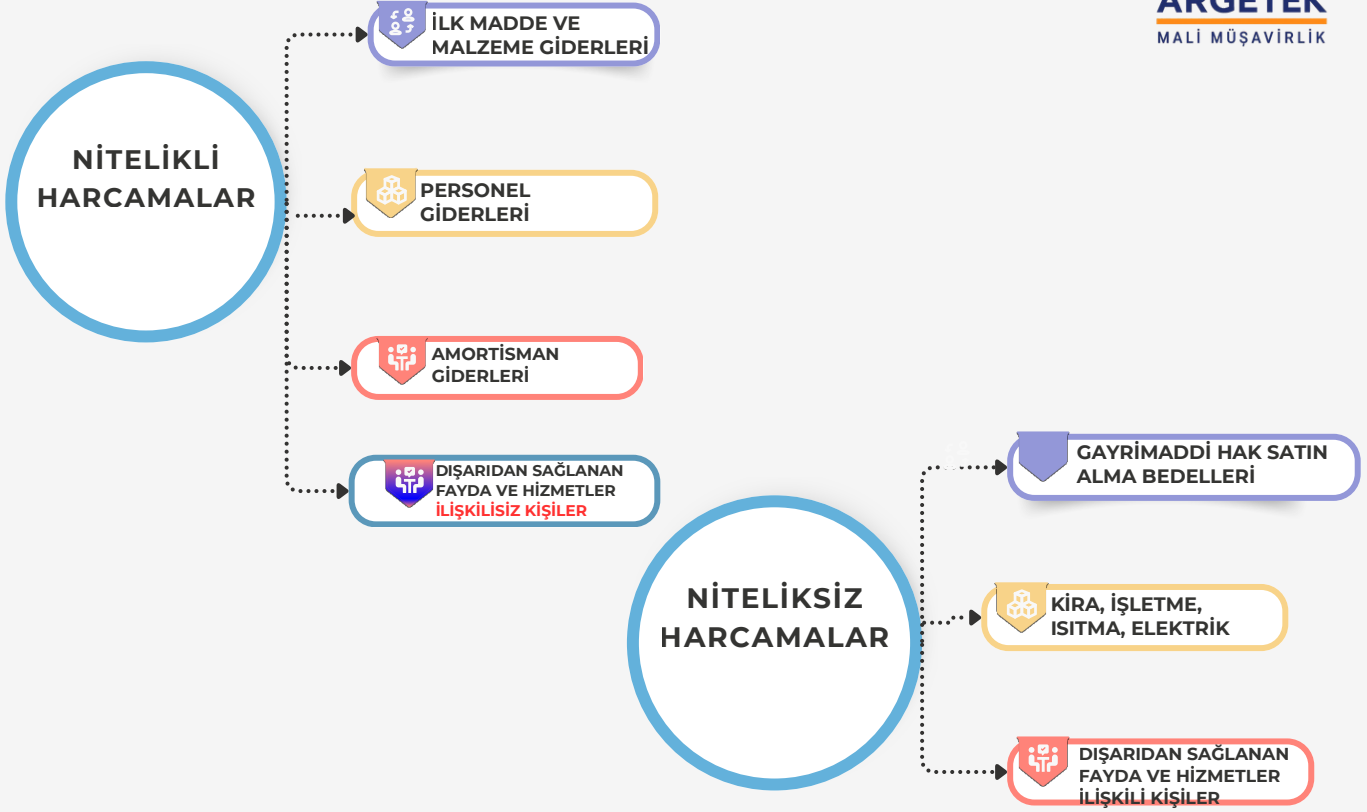 ARGETEK
MALİ MÜŞAVİRLİK
İLK MADDE VE
MALZEME GİDERLERİ
NİTELİKLİ
HARCAMALAR
PERSONEL
GİDERLERİ
AMORTİSMAN
GİDERLERİ
DIŞARIDAN SAĞLANAN
FAYDA VE HİZMETLER
İLİŞKİLİSİZ KİŞİLER
NİTELİKSİZ
HARCAMALAR
GAYRİMADDİ HAK SATIN
ALMA BEDELLERİ
KİRA, İŞLETME,
ISITMA, ELEKTRİK
DIŞARIDAN SAĞLANAN
FAYDA VE HİZMETLER
İLİŞKİLİ KİŞİLER